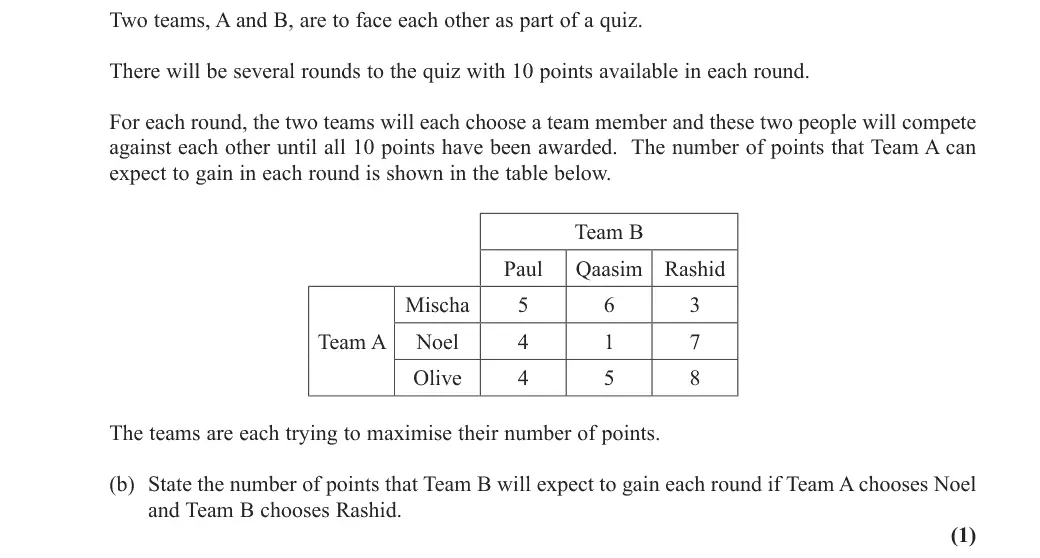 Two teams, A and B, are to face each other as part of a quiz.
There will be several rounds to the quiz with 10 points available in each round.
For each round, the two teams will each choose a team member and these two people will compete
against each other until all 10 points have been awarded. The number of points that Team A can
expect to gain in each round is shown in the table below.
Team B
Paul Qaasim Rashid
Mischa 5 6 3
Team A Noel 4 1 7
Olive 4 5 8
The teams are each trying to maximise their number of points.
(b) State the number of points that Team B will expect to gain each round if Team A chooses Noel
and Team B chooses Rashid.
(1)